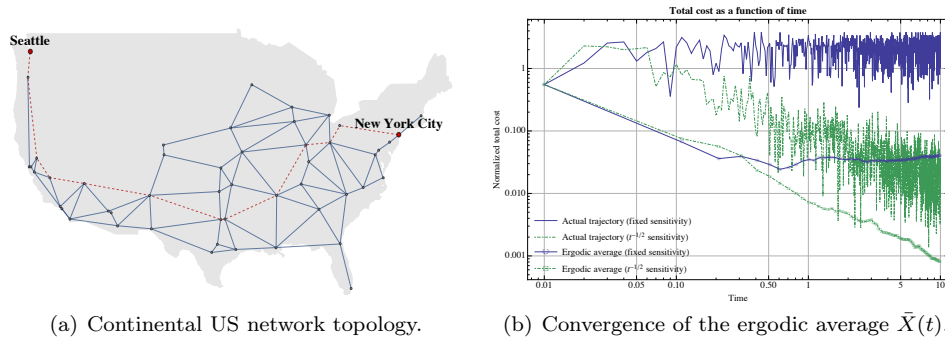 Seattle
New York City
(a) Continental US network topology.
Total cost as a function of time
Normalized total cost
1
0.100
0.010
0.001
Actual trajectory (fixed sensitivity)
Actual trajectory (t⁻¹/² sensitivity)
Ergodic average (fixed sensitivity)
Ergodic average (t⁻¹/² sensitivity)
0.01 0.05 0.10 0.50 1 5 10
Time
(b) Convergence of the ergodic average X̄(t).